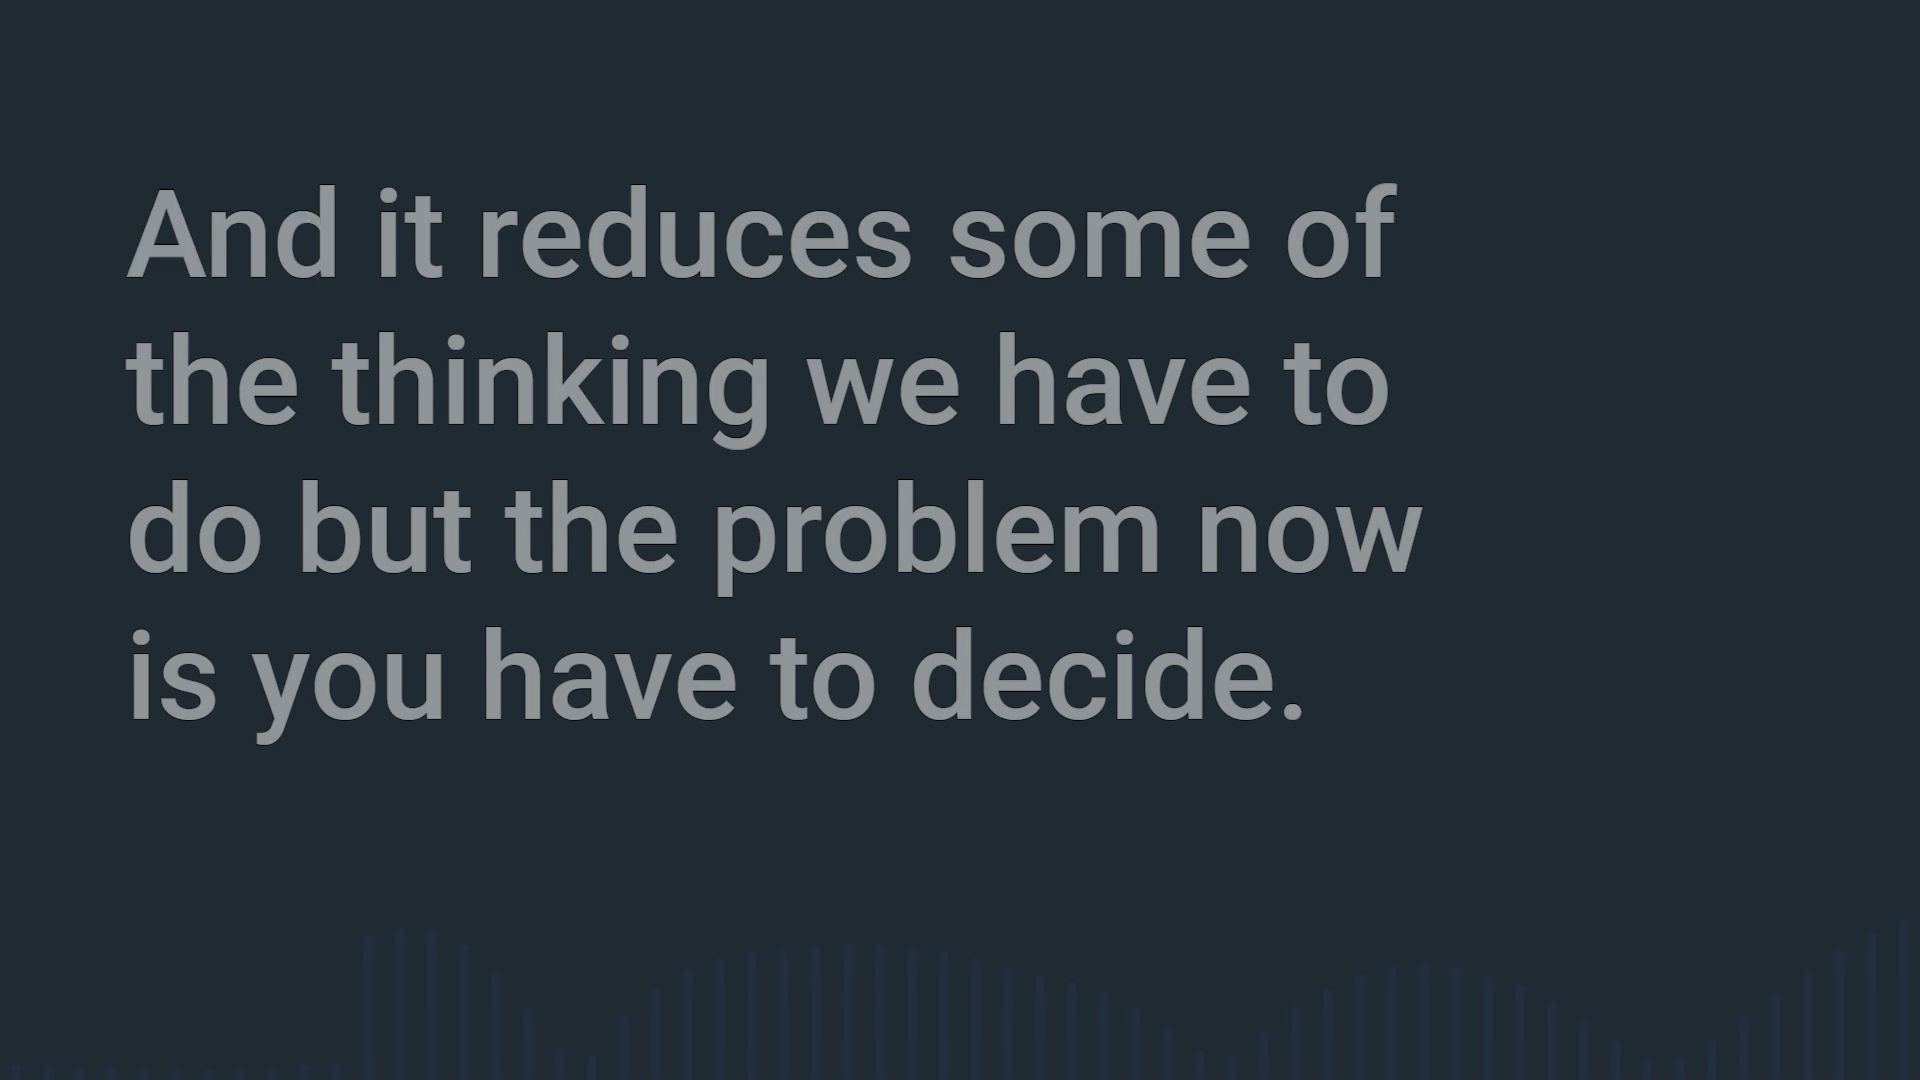 And it reduces some of
the thinking we have to
do but the problem now
is you have to decide.